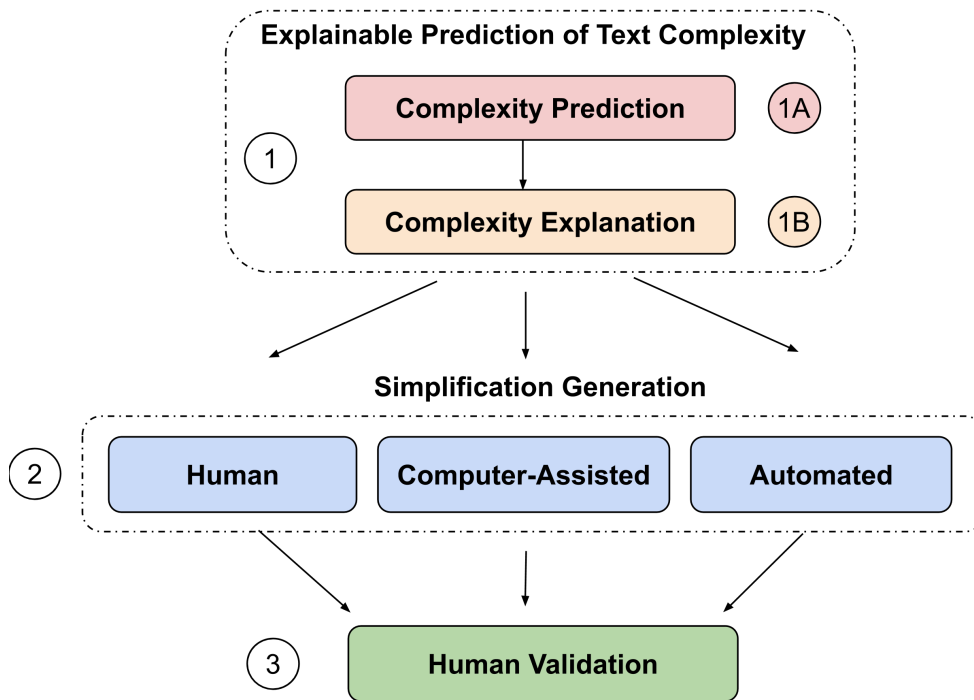 Explainable Prediction of Text Complexity
Complexity Prediction
1A
1
Complexity Explanation
1B
Simplification Generation
2
Human
Computer-Assisted
Automated
3
Human Validation